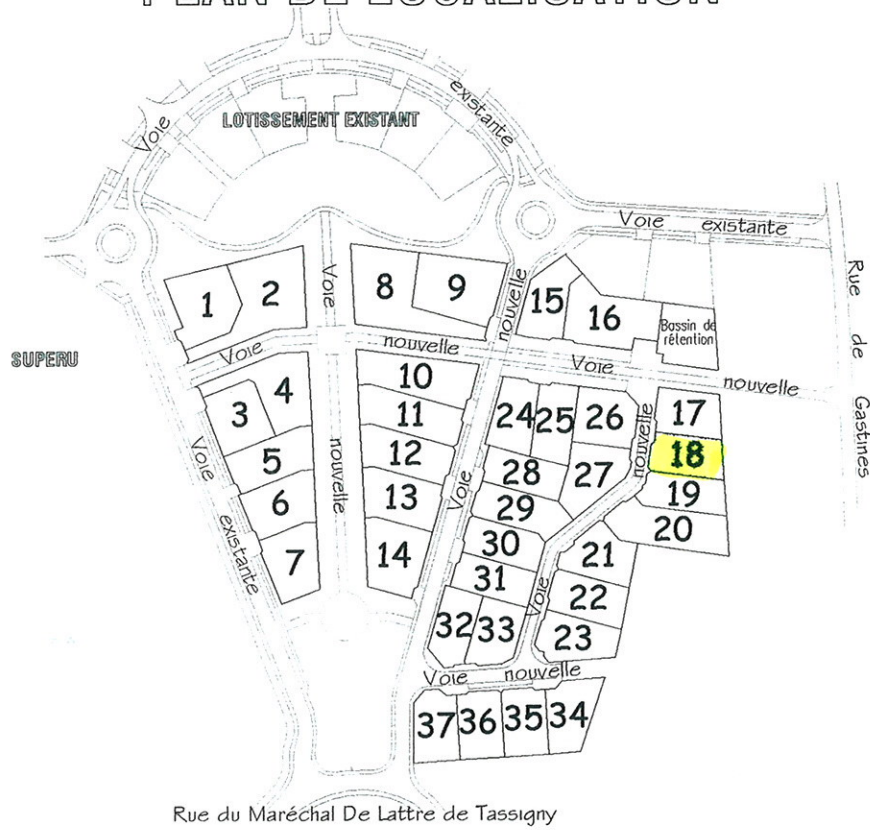 PLAN DE LOCALISATION
LOTISSEMENT EXISTANT
Voie existante
Voie existante
Rue de Gastines
SUPERU
1
2
Voie
8
9
nouvelle
15
16
Bassin de
rétention
Voie nouvelle
Voie nouvelle
3
4
5
6
7
Voie existante
nouvelle
10
11
12
13
14
Voie
24
25
26
27
28
29
30
31
32
33
nouvelle
17
18
19
20
21
22
23
Voie
Voie nouvelle
37
36
35
34
Rue du Maréchal De Lattre de Tassigny